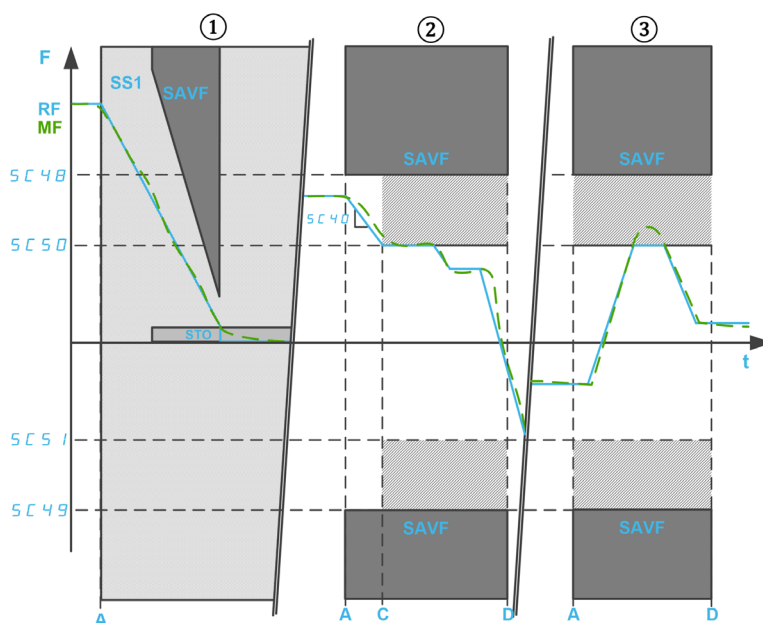 ① ② ③
F
SS1 SAVF SAVF SAVF
RF
MF
SC48
SC40
SC50
STO
t
SC51
SC49
SAVF SAVF
A A C D A D